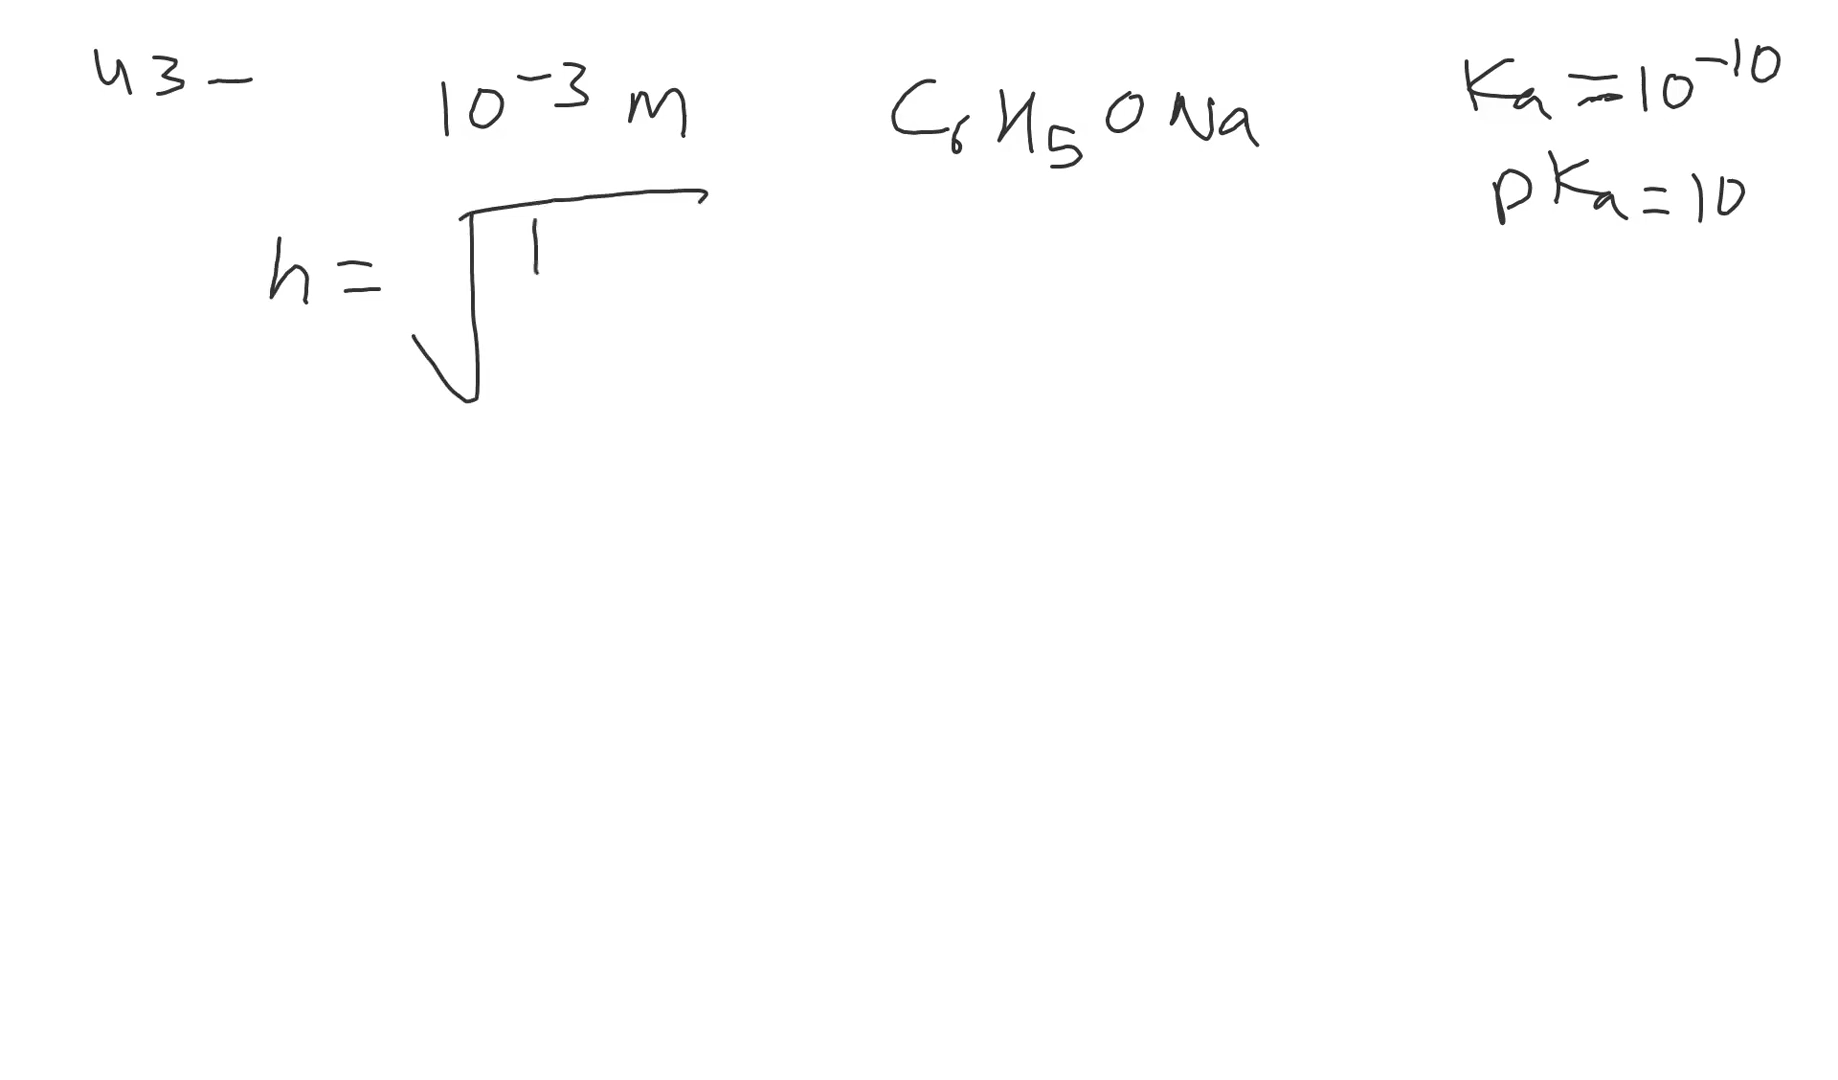 43- 10⁻³ M C₆H₅ONa Ka = 10⁻¹⁰
pKa = 10
h = √1